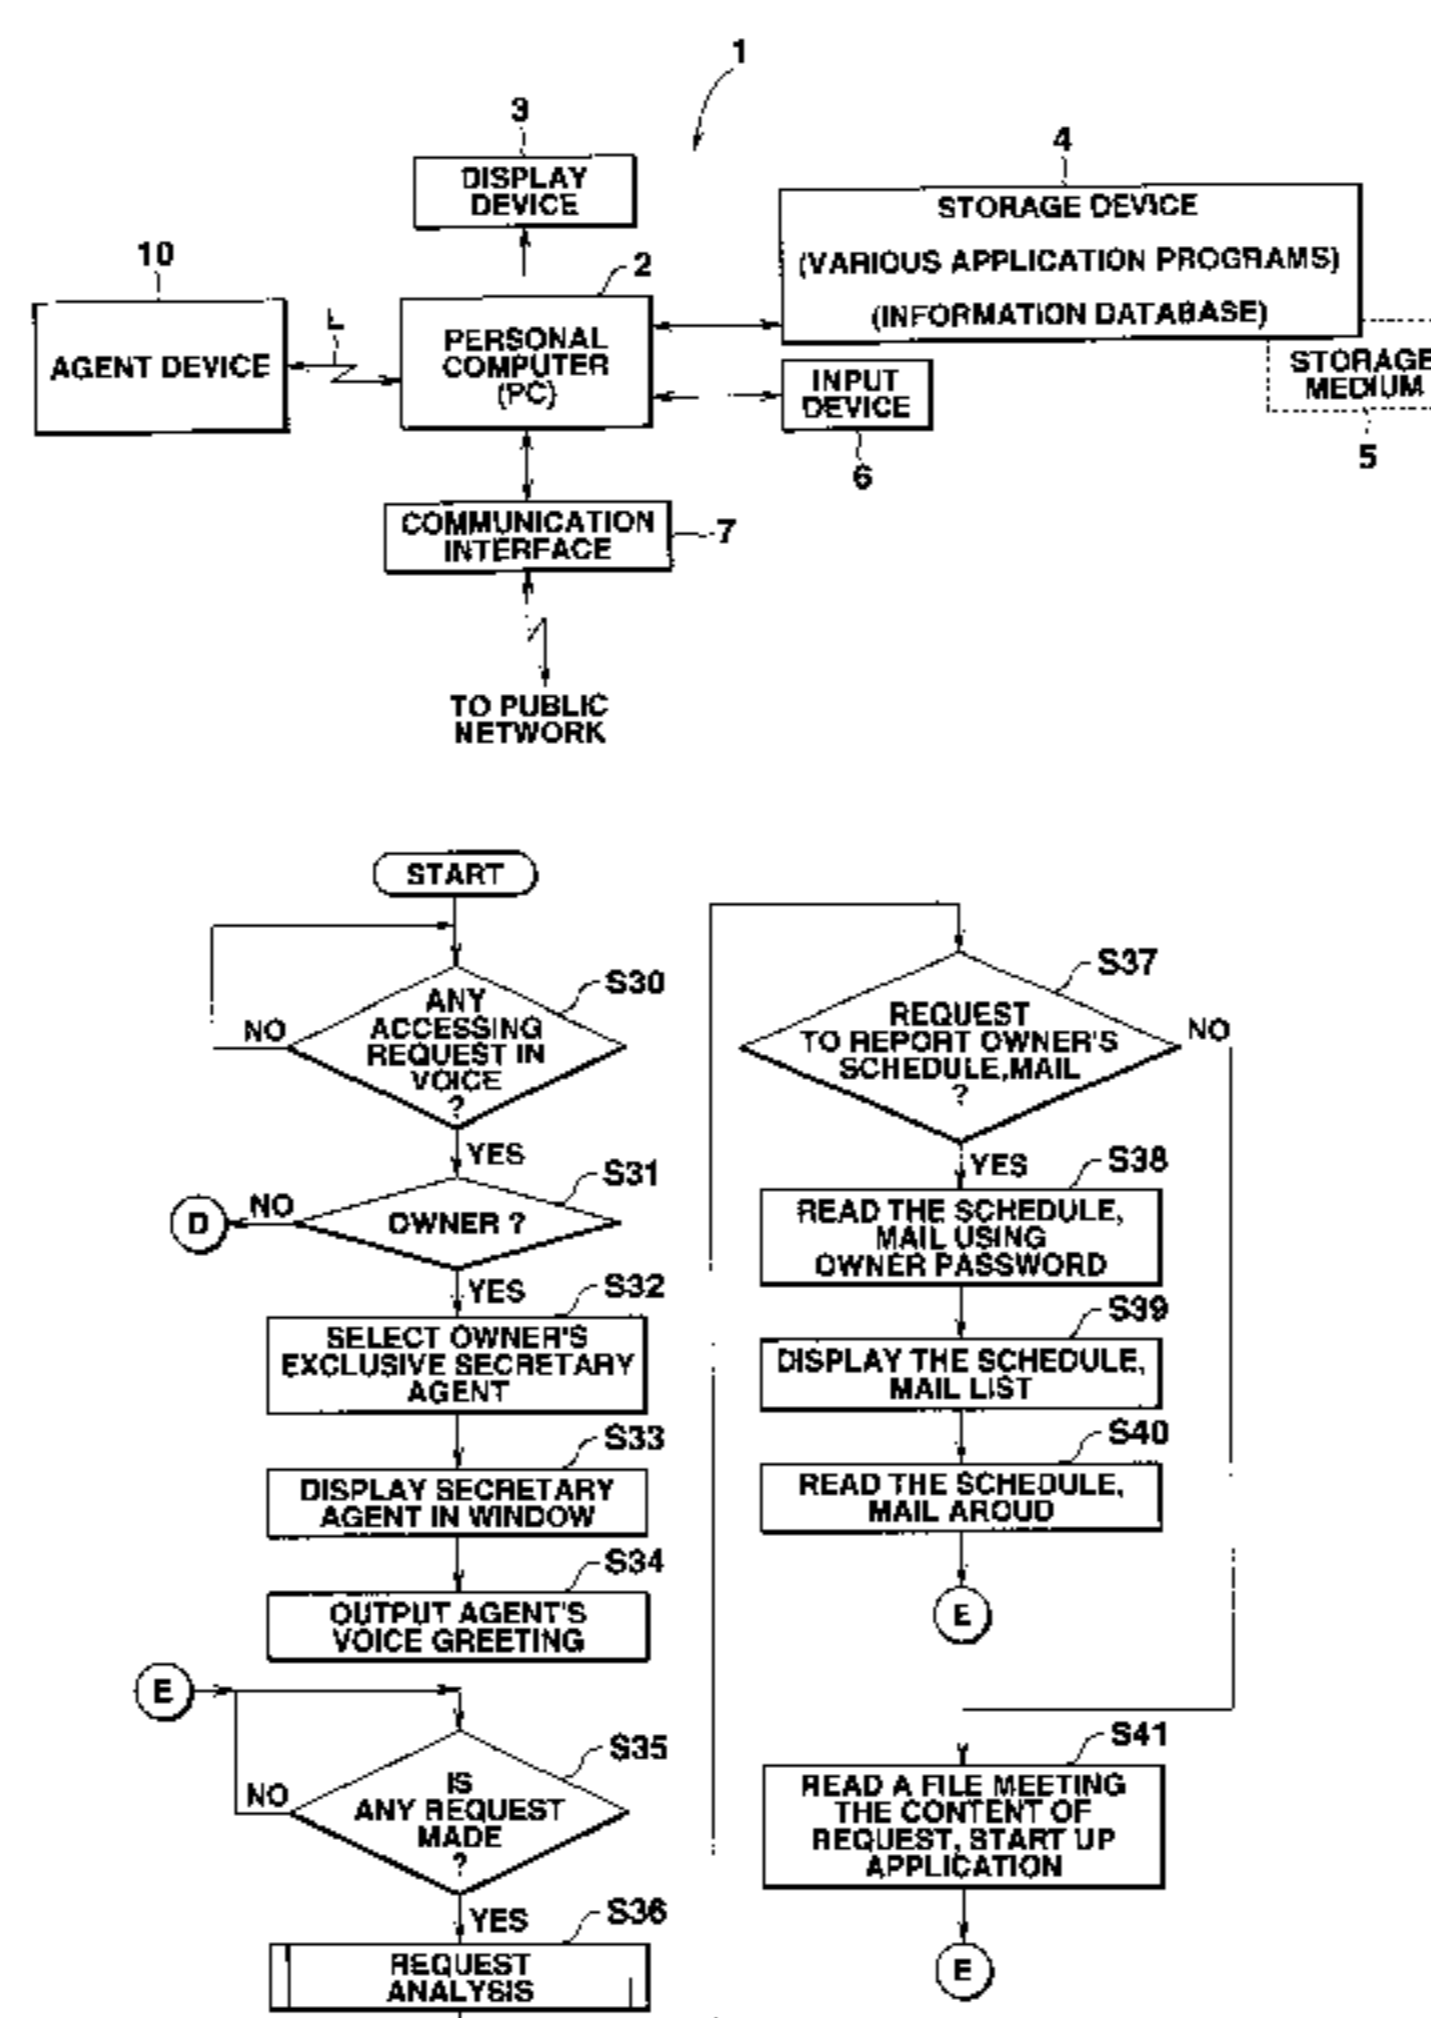 1
3
DISPLAY
DEVICE
4
STORAGE DEVICE
(VARIOUS APPLICATION PROGRAMS)
(INFORMATION DATABASE)
10
AGENT DEVICE
L
2
PERSONAL
COMPUTER
(PC)
INPUT
DEVICE
6
STORAGE
MEDIUM
5
COMMUNICATION
INTERFACE
7
TO PUBLIC
NETWORK
START
S30
ANY
ACCESSING
REQUEST IN
VOICE
?
NO
YES
S31
OWNER ?
NO
D
YES
S32
SELECT OWNER'S
EXCLUSIVE SECRETARY
AGENT
S33
DISPLAY SECRETARY
AGENT IN WINDOW
S34
OUTPUT AGENT'S
VOICE GREETING
E
S35
IS
ANY REQUEST
MADE
?
NO
YES
S36
REQUEST
ANALYSIS
S37
REQUEST
TO REPORT OWNER'S
SCHEDULE,MAIL
?
NO
YES
S38
READ THE SCHEDULE,
MAIL USING
OWNER PASSWORD
S39
DISPLAY THE SCHEDULE,
MAIL LIST
S40
READ THE SCHEDULE,
MAIL AROUD
E
S41
READ A FILE MEETING
THE CONTENT OF
REQUEST, START UP
APPLICATION
E